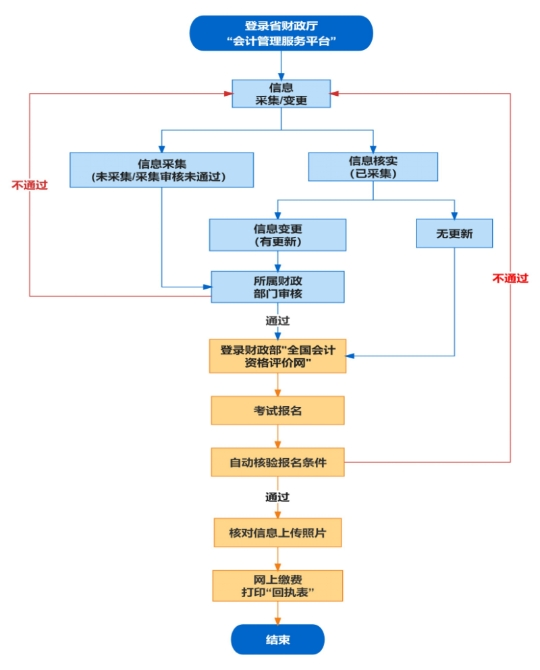 登录省财政厅
“会计管理服务平台”
信息
采集/变更
信息采集
(未采集/采集审核未通过)
信息核实
(已采集)
不通过
信息变更
(有更新)
无更新
所属财政
部门审核
不通过
通过
登录财政部“全国会计
资格评价网”
考试报名
自动核验报名条件
通过
核对信息上传照片
网上缴费
打印“回执表”
结束